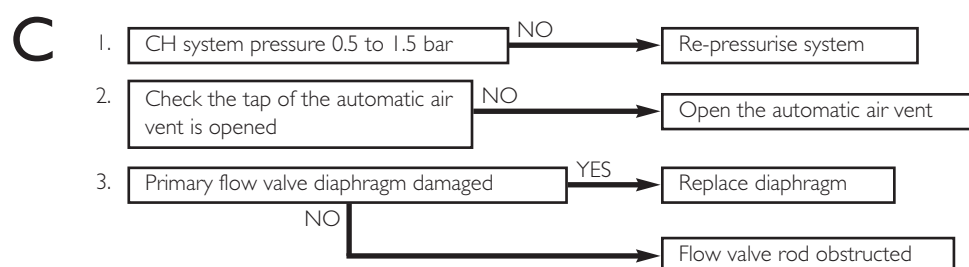 C
1. CH system pressure 0.5 to 1.5 bar NO Re-pressurise system
2. Check the tap of the automatic air NO
vent is opened Open the automatic air vent
3. Primary flow valve diaphragm damaged YES Replace diaphragm
NO
Flow valve rod obstructed